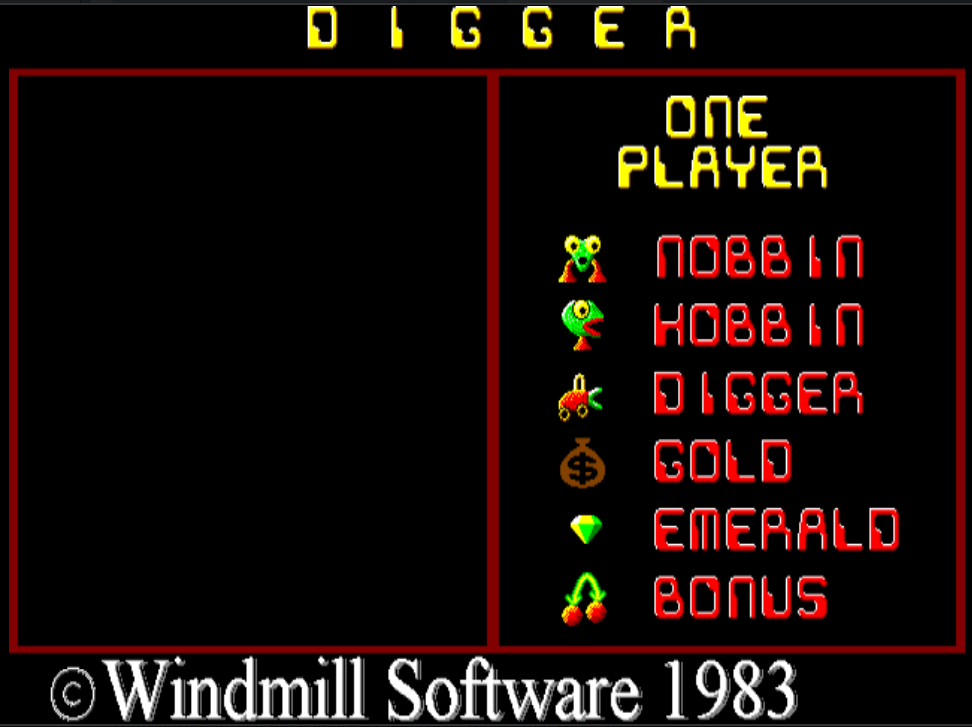 DIGGER
ONE
PLAYER
NOBBIN
HOBBIN
DIGGER
GOLD
EMERALD
BONUS
© Windmill Software 1983